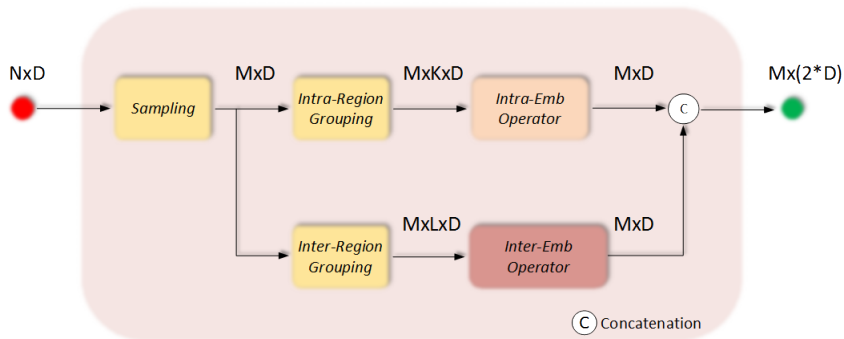 NxD
MxD
MxKxD
MxD
Mx(2*D)
Sampling
Intra-Region
Grouping
Intra-Emb
Operator
C
MxLxD
MxD
Inter-Region
Grouping
Inter-Emb
Operator
C Concatenation